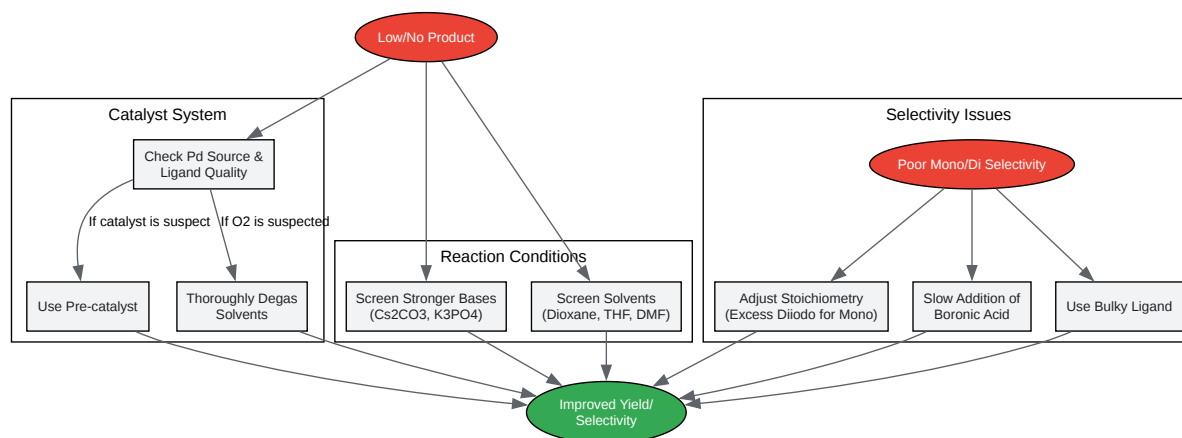 Low/No Product
Catalyst System
Check Pd Source &
Ligand Quality
If catalyst is suspect
If O2 is suspected
Use Pre-catalyst
Thoroughly Degas
Solvents
Reaction Conditions
Screen Stronger Bases
(Cs2CO3, K3PO4)
Screen Solvents
(Dioxane, THF, DMF)
Selectivity Issues
Poor Mono/Di Selectivity
Adjust Stoichiometry
(Excess Diiodo for Mono)
Slow Addition of
Boronic Acid
Use Bulky Ligand
Improved Yield/
Selectivity